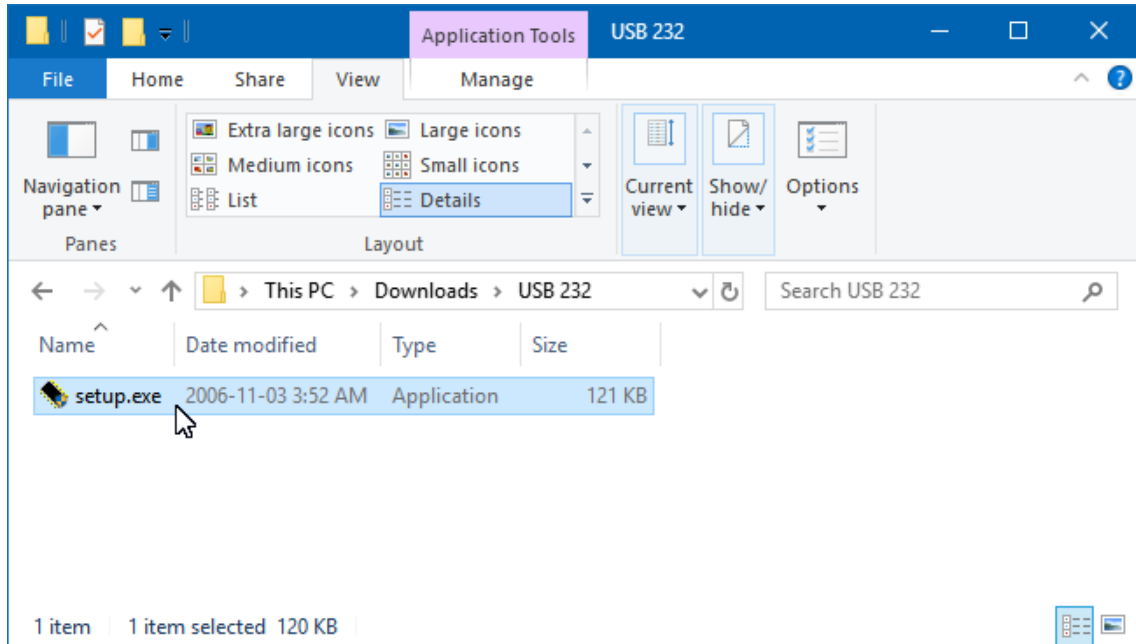 Application Tools USB 232
File Home Share View Manage ?
Extra large icons Large icons
Medium icons Small icons
List Details
Navigation pane
Current view
Show/ hide
Options
Panes Layout
This PC > Downloads > USB 232 Search USB 232
Name Date modified Type Size
setup.exe 2006-11-03 3:52 AM Application 121 KB
1 item 1 item selected 120 KB